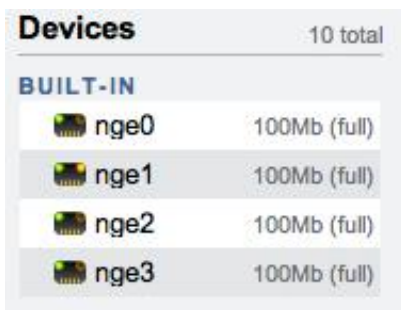 Devices 10 total
BUILT-IN
nge0 100Mb (full)
nge1 100Mb (full)
nge2 100Mb (full)
nge3 100Mb (full)